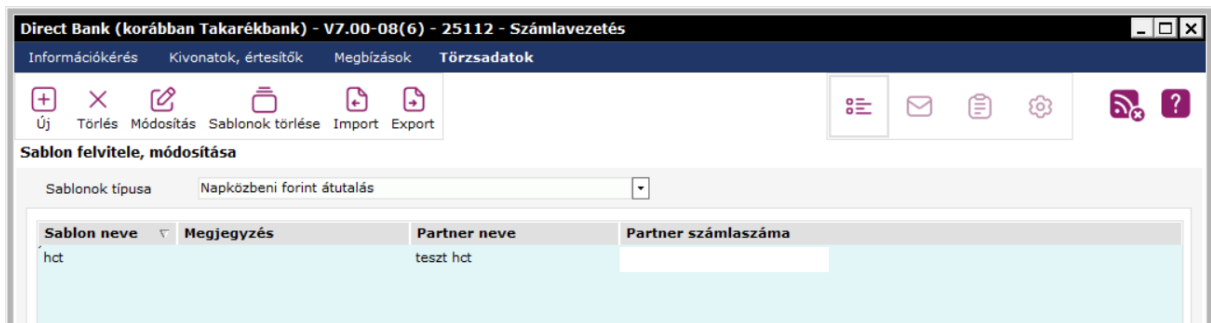 Direct Bank (korábban Takarékbank) - V7.00-08(6) - 25112 - Számlavezetés
Információkérés Kivonatok, értesítők Megbízások Törzsadatok
Új Törlés Módosítás Sablonok törlése Import Export
Sablon felvitele, módosítása
Sablonok típusa Napközbeni forint átutalás
Sablon neve Megjegyzés Partner neve Partner számlaszáma
hct teszt hct